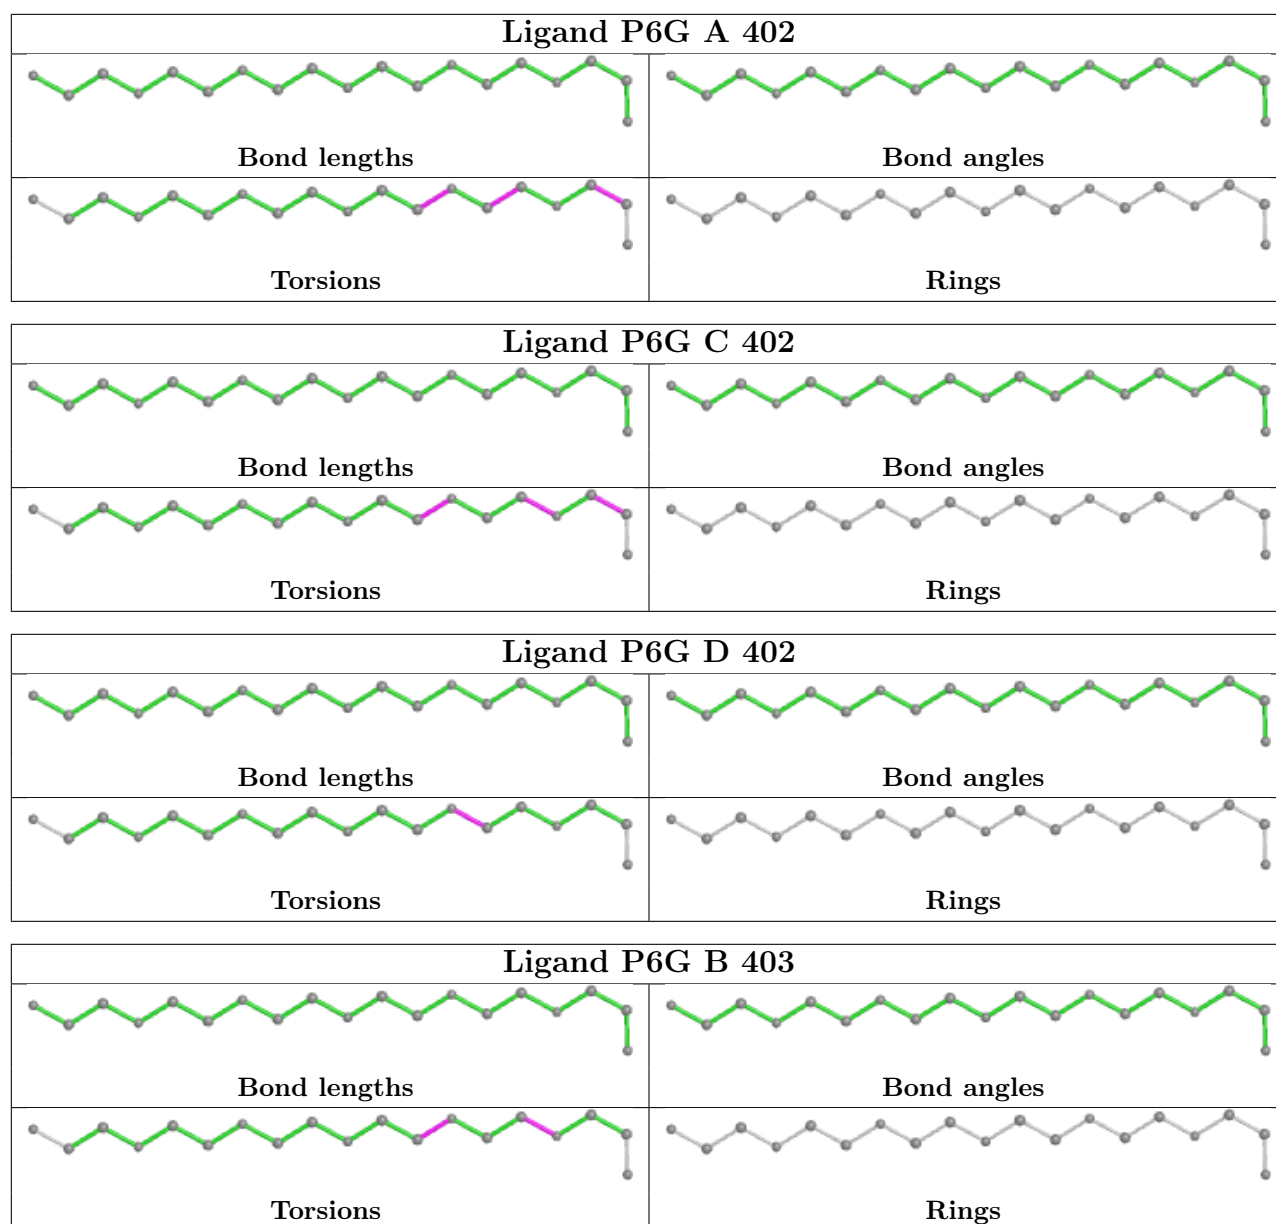 Ligand P6G A 402
Bond lengths
Bond angles
Torsions
Rings
Ligand P6G C 402
Bond lengths
Bond angles
Torsions
Rings
Ligand P6G D 402
Bond lengths
Bond angles
Torsions
Rings
Ligand P6G B 403
Bond lengths
Bond angles
Torsions
Rings